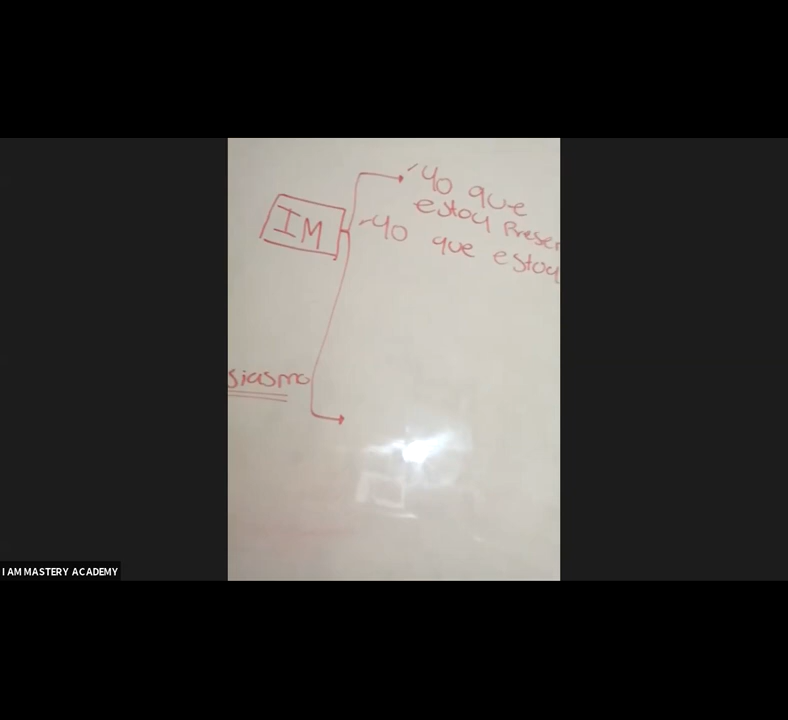 -Yo que
estoy Presen
IM
-Yo que estoy
siasmo
I AM MASTERY ACADEMY